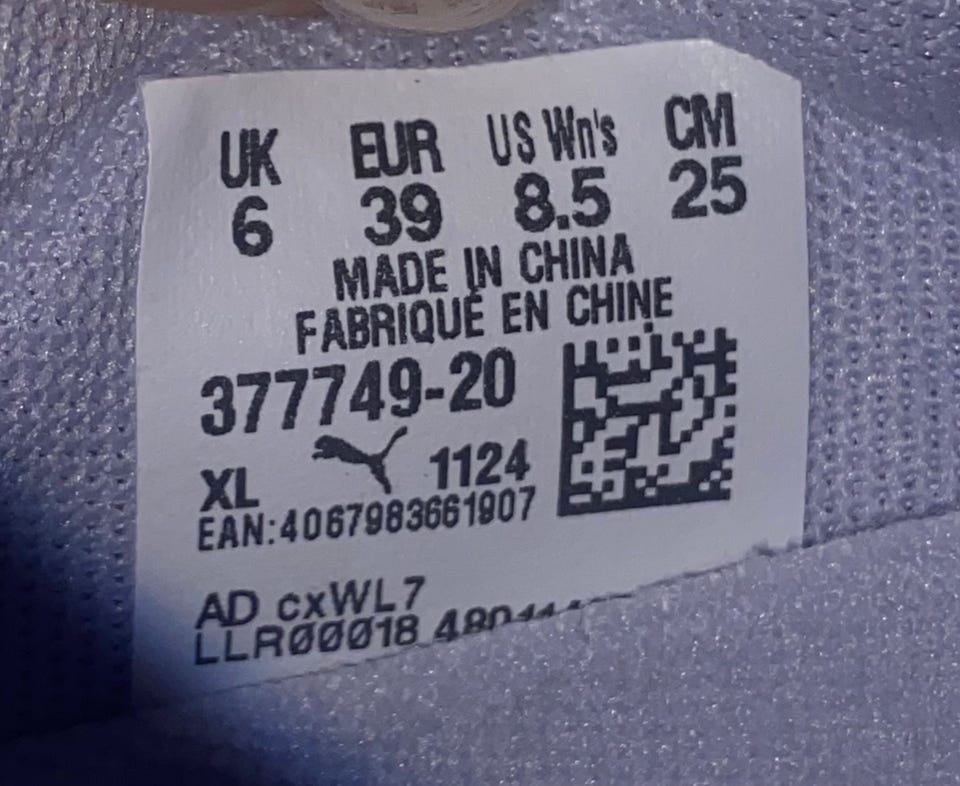 UK EUR US Wn's CM
6 39 8.5 25
MADE IN CHINA
FABRIQUÉ EN CHINE
377749-20
XL 1124
EAN:4067983661907
AD cxWL7
LLRØØØ18